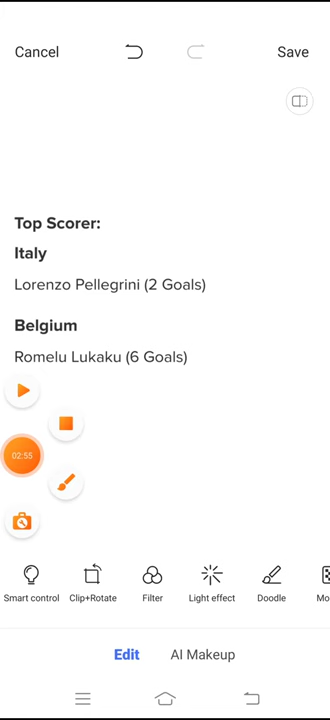 Cancel Save
Top Scorer:
Italy
Lorenzo Pellegrini (2 Goals)
Belgium
Romelu Lukaku (6 Goals)
02:55
Smart control Clip+Rotate Filter Light effect Doodle Mo
Edit AI Makeup